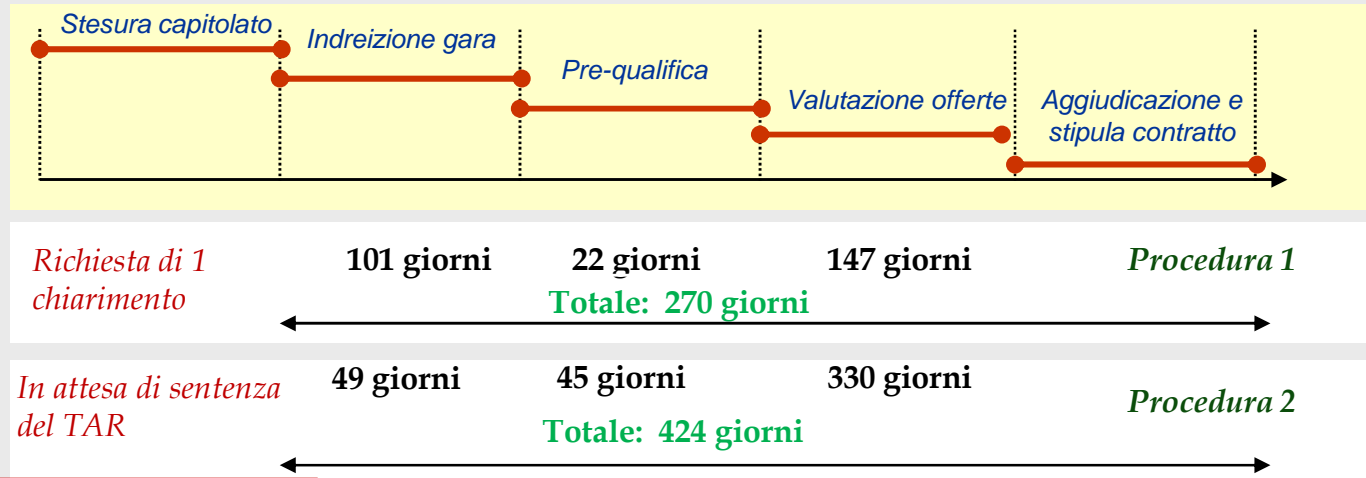 Stesura capitolato
Indreizione gara
Pre-qualifica
Valutazione offerte
Aggiudicazione e
stipula contratto
Richiesta di 1
chiarimento
101 giorni
22 giorni
147 giorni
Procedura 1
Totale: 270 giorni
In attesa di sentenza
del TAR
49 giorni
45 giorni
330 giorni
Procedura 2
Totale: 424 giorni